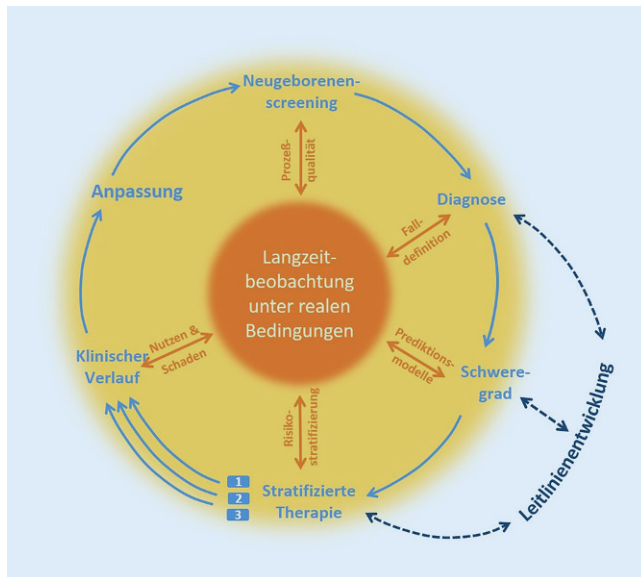 Neugeborenen-
screening
Prozeß-
qualität
Anpassung
Diagnose
Fall-
definition
Langzeit-
beobachtung
unter realen
Bedingungen
Nutzen &
Schaden
Klinischer
Verlauf
Prediktions-
modelle
Schwere-
grad
Risiko-
stratifizierung
Leitlinienentwicklung
1
2
3
Stratifizierte
Therapie